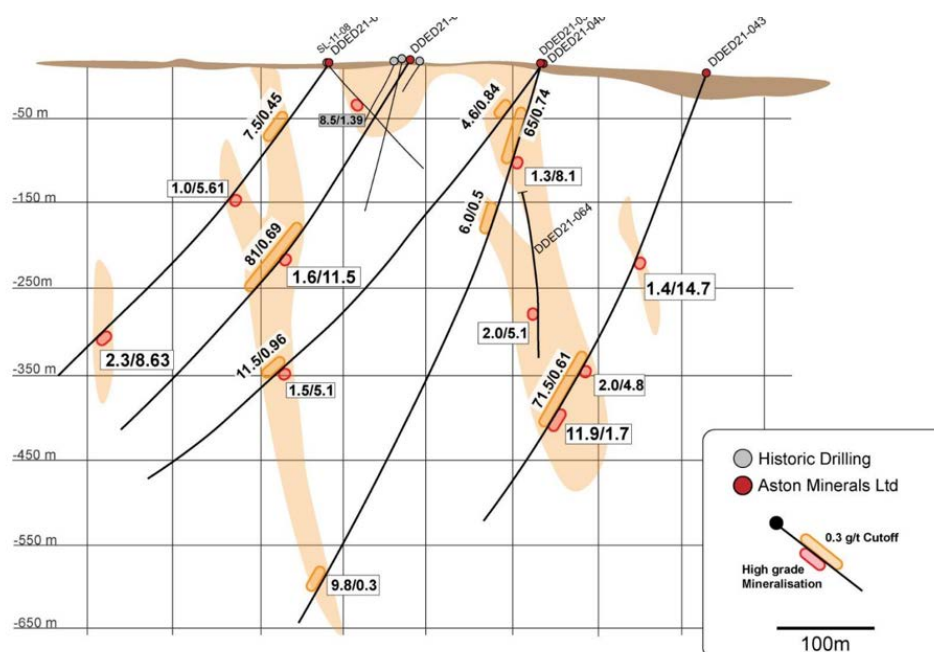 SL-11-08
DDED21-0
DDED21-0
DDED21-0
DDED21-040
DDED21-043
-50 m
7.5/0.45
8.5/1.39
4.6/0.84
65/0.74
1.3/8.1
-150 m
1.0/5.61
6.0/0.5
DDED21-064
81/0.69
1.6/11.5
1.4/14.7
-250 m
2.0/5.1
2.3/8.63
11.5/0.96
1.5/5.1
-350 m
71.5/0.61
2.0/4.8
11.9/1.7
-450 m
-550 m
9.8/0.3
-650 m
Historic Drilling
Aston Minerals Ltd
0.3 g/t Cutoff
High grade
Mineralisation
100m